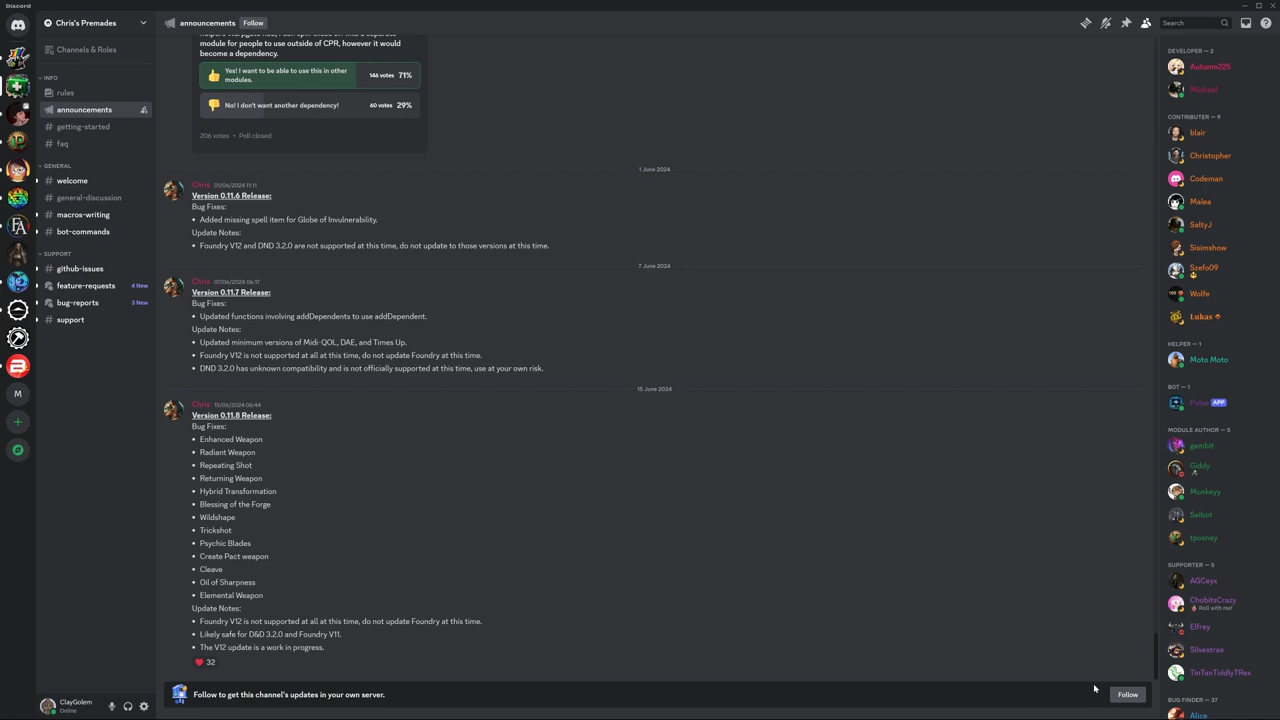 Discord
Chris's Premades
Channels & Roles
INFO
rules
announcements
getting-started
faq
GENERAL
welcome
general-discussion
macros-writing
bot-commands
SUPPORT
github-issues
feature-requests 4 New
bug-reports 3 New
support
M
ClayGolem
Online
announcements Follow
Search
module for people to use outside of CPR, however it would
become a dependency.
Yes! I want to be able to use this in other
modules.
146 votes 71%
No! I don't want another dependency! 60 votes 29%
206 votes • Poll closed
1 June 2024
Chris 01/06/2024 11:11
Version 0.11.6 Release:
Bug Fixes:
• Added missing spell item for Globe of Invulnerability.
Update Notes:
• Foundry V12 and DND 3.2.0 are not supported at this time, do not update to those versions at this time.
7 June 2024
Chris 07/06/2024 06:17
Version 0.11.7 Release:
Bug Fixes:
• Updated functions involving addDependents to use addDependent.
Update Notes:
• Updated minimum versions of Midi-QOL, DAE, and Times Up.
• Foundry V12 is not supported at all at this time, do not update Foundry at this time.
• DND 3.2.0 has unknown compatibility and is not officially supported at this time, use at your own risk.
15 June 2024
Chris 15/06/2024 06:44
Version 0.11.8 Release:
Bug Fixes:
• Enhanced Weapon
• Radiant Weapon
• Repeating Shot
• Returning Weapon
• Hybrid Transformation
• Blessing of the Forge
• Wildshape
• Trickshot
• Psychic Blades
• Create Pact weapon
• Cleave
• Oil of Sharpness
• Elemental Weapon
Update Notes:
• Foundry V12 is not supported at all at this time, do not update Foundry at this time.
• Likely safe for D&D 3.2.0 and Foundry V11.
• The V12 update is a work in progress.
32
Follow to get this channel's updates in your own server.
Follow
DEVELOPER — 2
Autumn225
Michael
CONTRIBUTER — 9
blair
Christopher
Codeman
Malea
SaltyJ
Sisimshow
Szefo09
Wolfe
Lukas
HELPER — 1
Moto Moto
BOT — 1
Pulse APP
MODULE AUTHOR — 5
gambit
Giddy
Monkeyy
Saibot
tposney
SUPPORTER — 5
AGCeyx
ChobitsCrazy
Roll with me!
Elfrey
Silvestrae
TinTanTiddlyTRex
BUG FINDER — 37
Alice